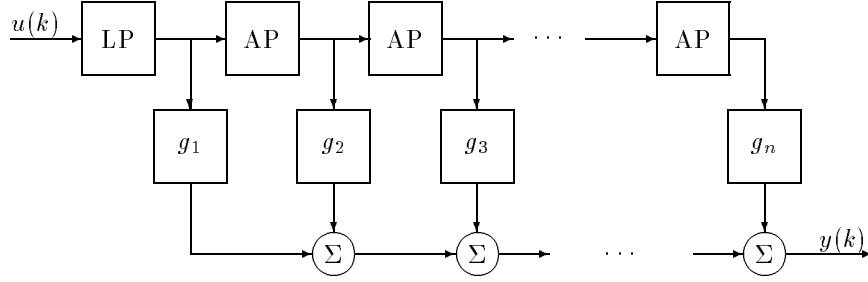 u(k)
LP AP AP · · · AP
g₁ g₂ g₃ gₙ
Σ Σ · · · Σ y(k)